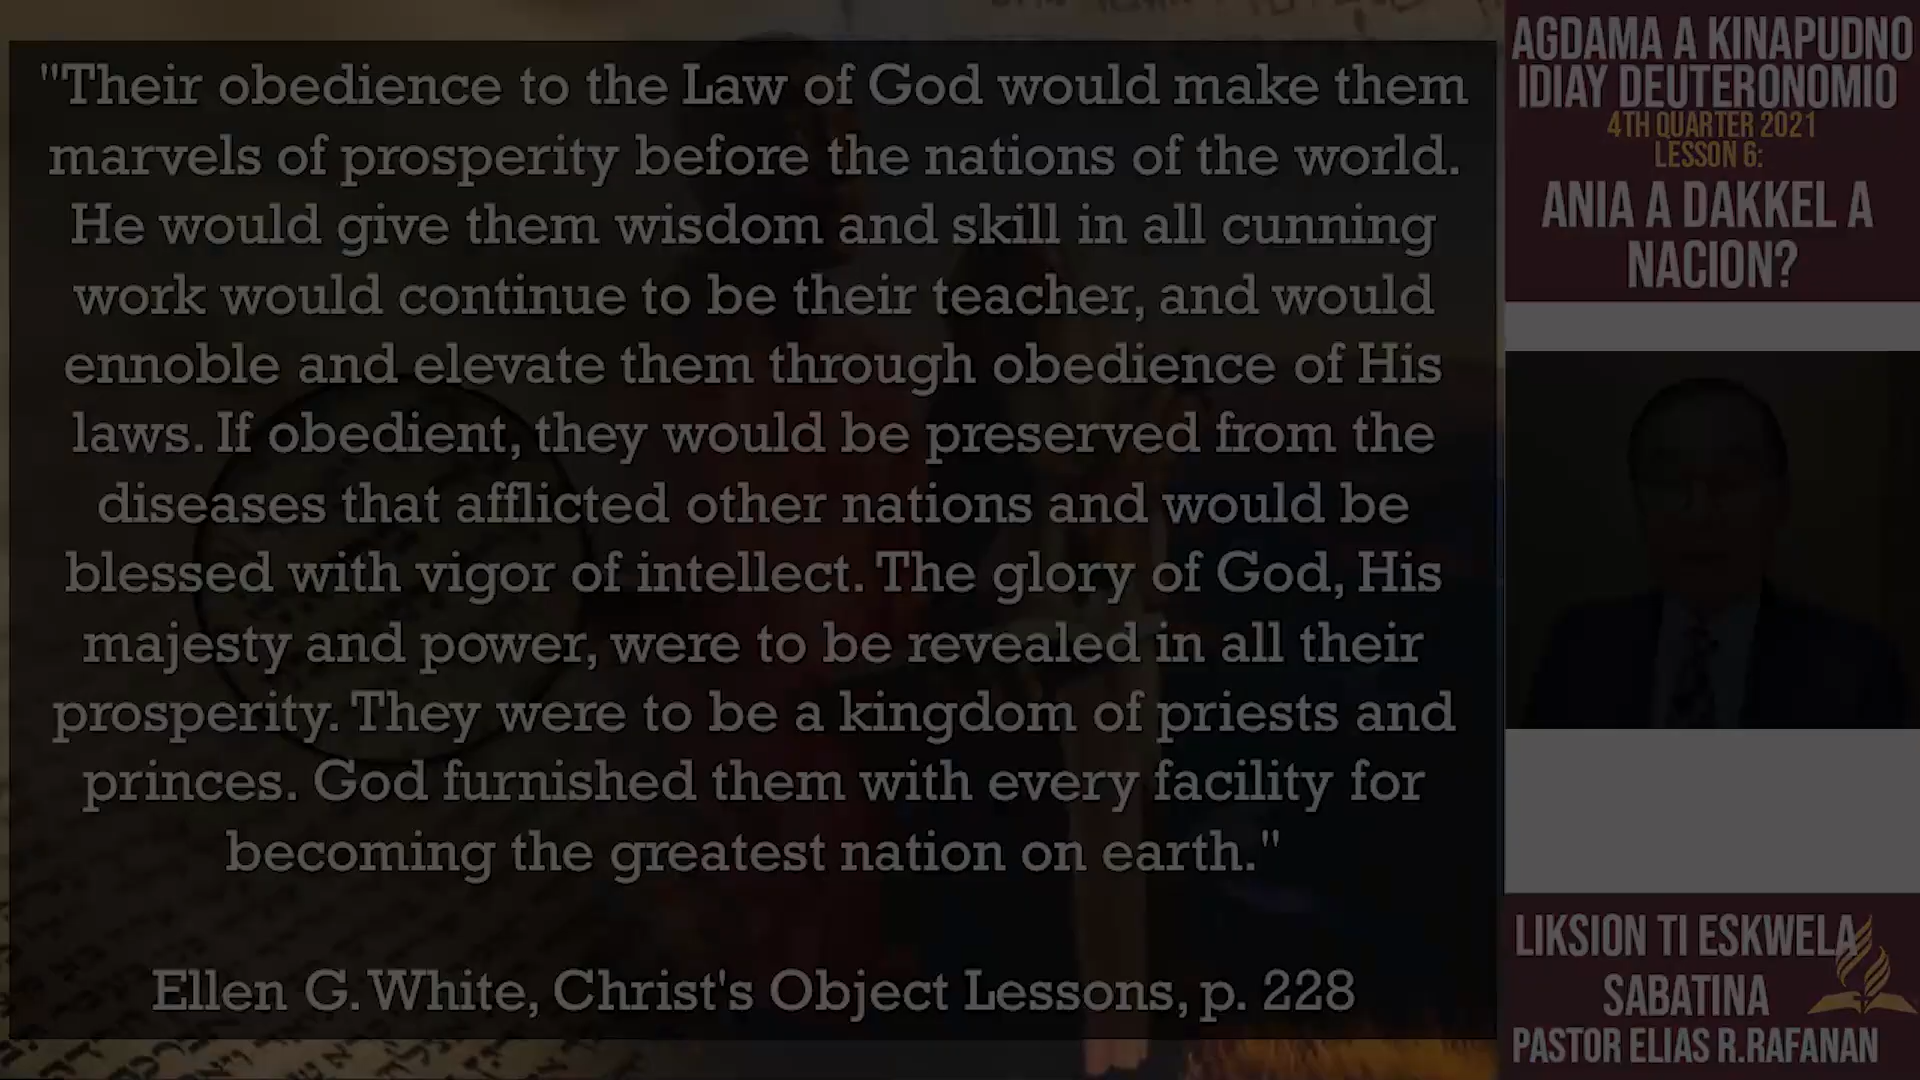 "Their obedience to the Law of God would make them
marvels of prosperity before the nations of the world.
He would give them wisdom and skill in all cunning
work would continue to be their teacher, and would
ennoble and elevate them through obedience of His
laws. If obedient, they would be preserved from the
diseases that afflicted other nations and would be
blessed with vigor of intellect. The glory of God, His
majesty and power, were to be revealed in all their
prosperity. They were to be a kingdom of priests and
princes. God furnished them with every facility for
becoming the greatest nation on earth."
Ellen G. White, Christ's Object Lessons, p. 228
AGDAMA A KINAPUDNO
IDIAY DEUTERONOMIO
4TH QUARTER 2021
LESSON 6:
ANIA A DAKKEL A
NACION?
LIKSION TI ESKWELA
SABATINA
PASTOR ELIAS R.RAFANAN